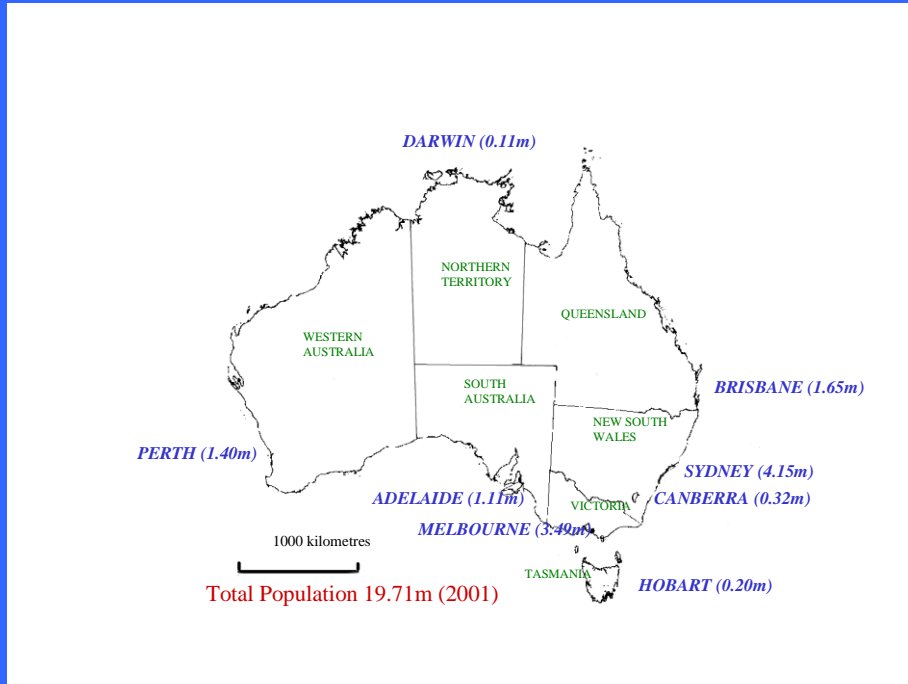 DARWIN (0.11m)
NORTHERN
TERRITORY
QUEENSLAND
WESTERN
AUSTRALIA
SOUTH
AUSTRALIA
BRISBANE (1.65m)
NEW SOUTH
WALES
PERTH (1.40m)
SYDNEY (4.15m)
ADELAIDE (1.11m)
CANBERRA (0.32m)
VICTORIA
MELBOURNE (3.49m)
1000 kilometres
TASMANIA
HOBART (0.20m)
Total Population 19.71m (2001)